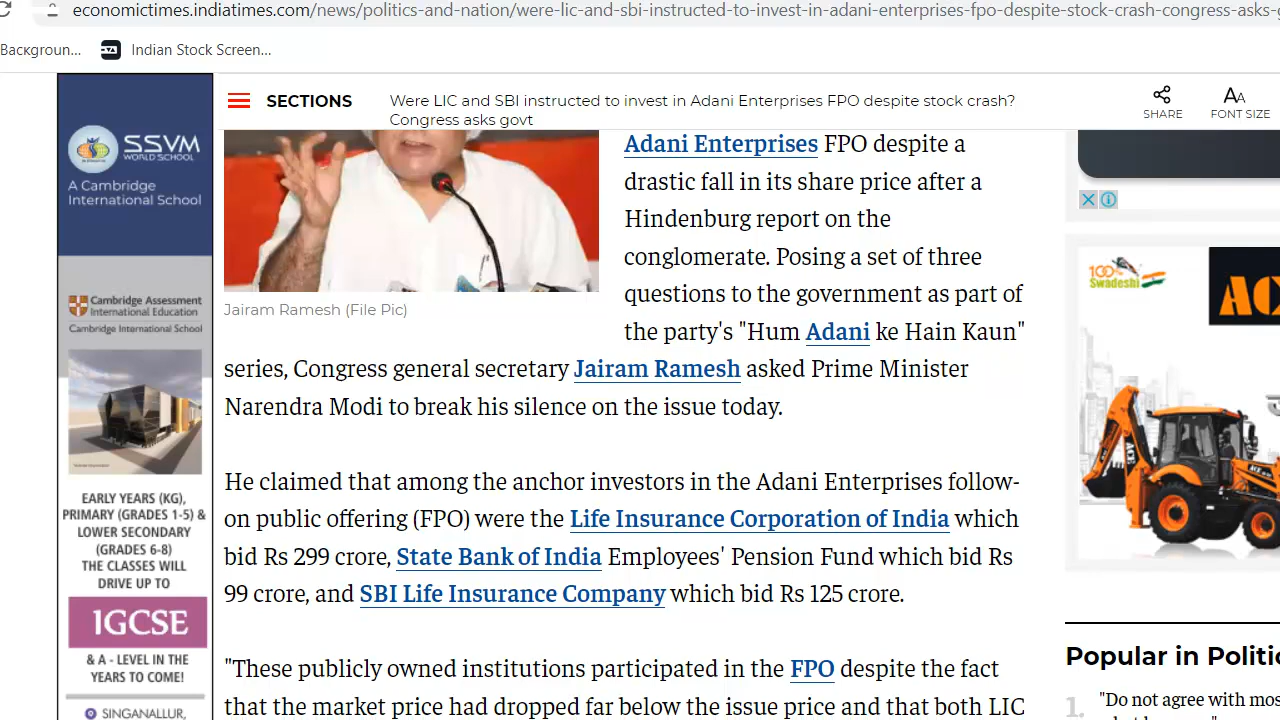 economictimes.indiatimes.com/news/politics-and-nation/were-lic-and-sbi-instructed-to-invest-in-adani-enterprises-fpo-despite-stock-crash-congress-asks-g
Backgroun...
Indian Stock Screen...
SECTIONS
Were LIC and SBI instructed to invest in Adani Enterprises FPO despite stock crash?
Congress asks govt
SHARE
FONT SIZE
SSVM
WORLD SCHOOL
A Cambridge
International School
Cambridge Assessment
International Education
Cambridge International School
EARLY YEARS (KG),
PRIMARY (GRADES 1-5) &
LOWER SECONDARY
(GRADES 6-8)
THE CLASSES WILL
DRIVE UP TO
IGCSE
& A - LEVEL IN THE
YEARS TO COME!
SINGANALLUR,
Jairam Ramesh (File Pic)
Adani Enterprises FPO despite a
drastic fall in its share price after a
Hindenburg report on the
conglomerate. Posing a set of three
questions to the government as part of
the party's "Hum Adani ke Hain Kaun"
series, Congress general secretary Jairam Ramesh asked Prime Minister
Narendra Modi to break his silence on the issue today.
He claimed that among the anchor investors in the Adani Enterprises follow-
on public offering (FPO) were the Life Insurance Corporation of India which
bid Rs 299 crore, State Bank of India Employees' Pension Fund which bid Rs
99 crore, and SBI Life Insurance Company which bid Rs 125 crore.
"These publicly owned institutions participated in the FPO despite the fact
that the market price had dropped far below the issue price and that both LIC
100%
Swadeshi
AC
ACE
Popular in Politic
1.
"Do not agree with mos